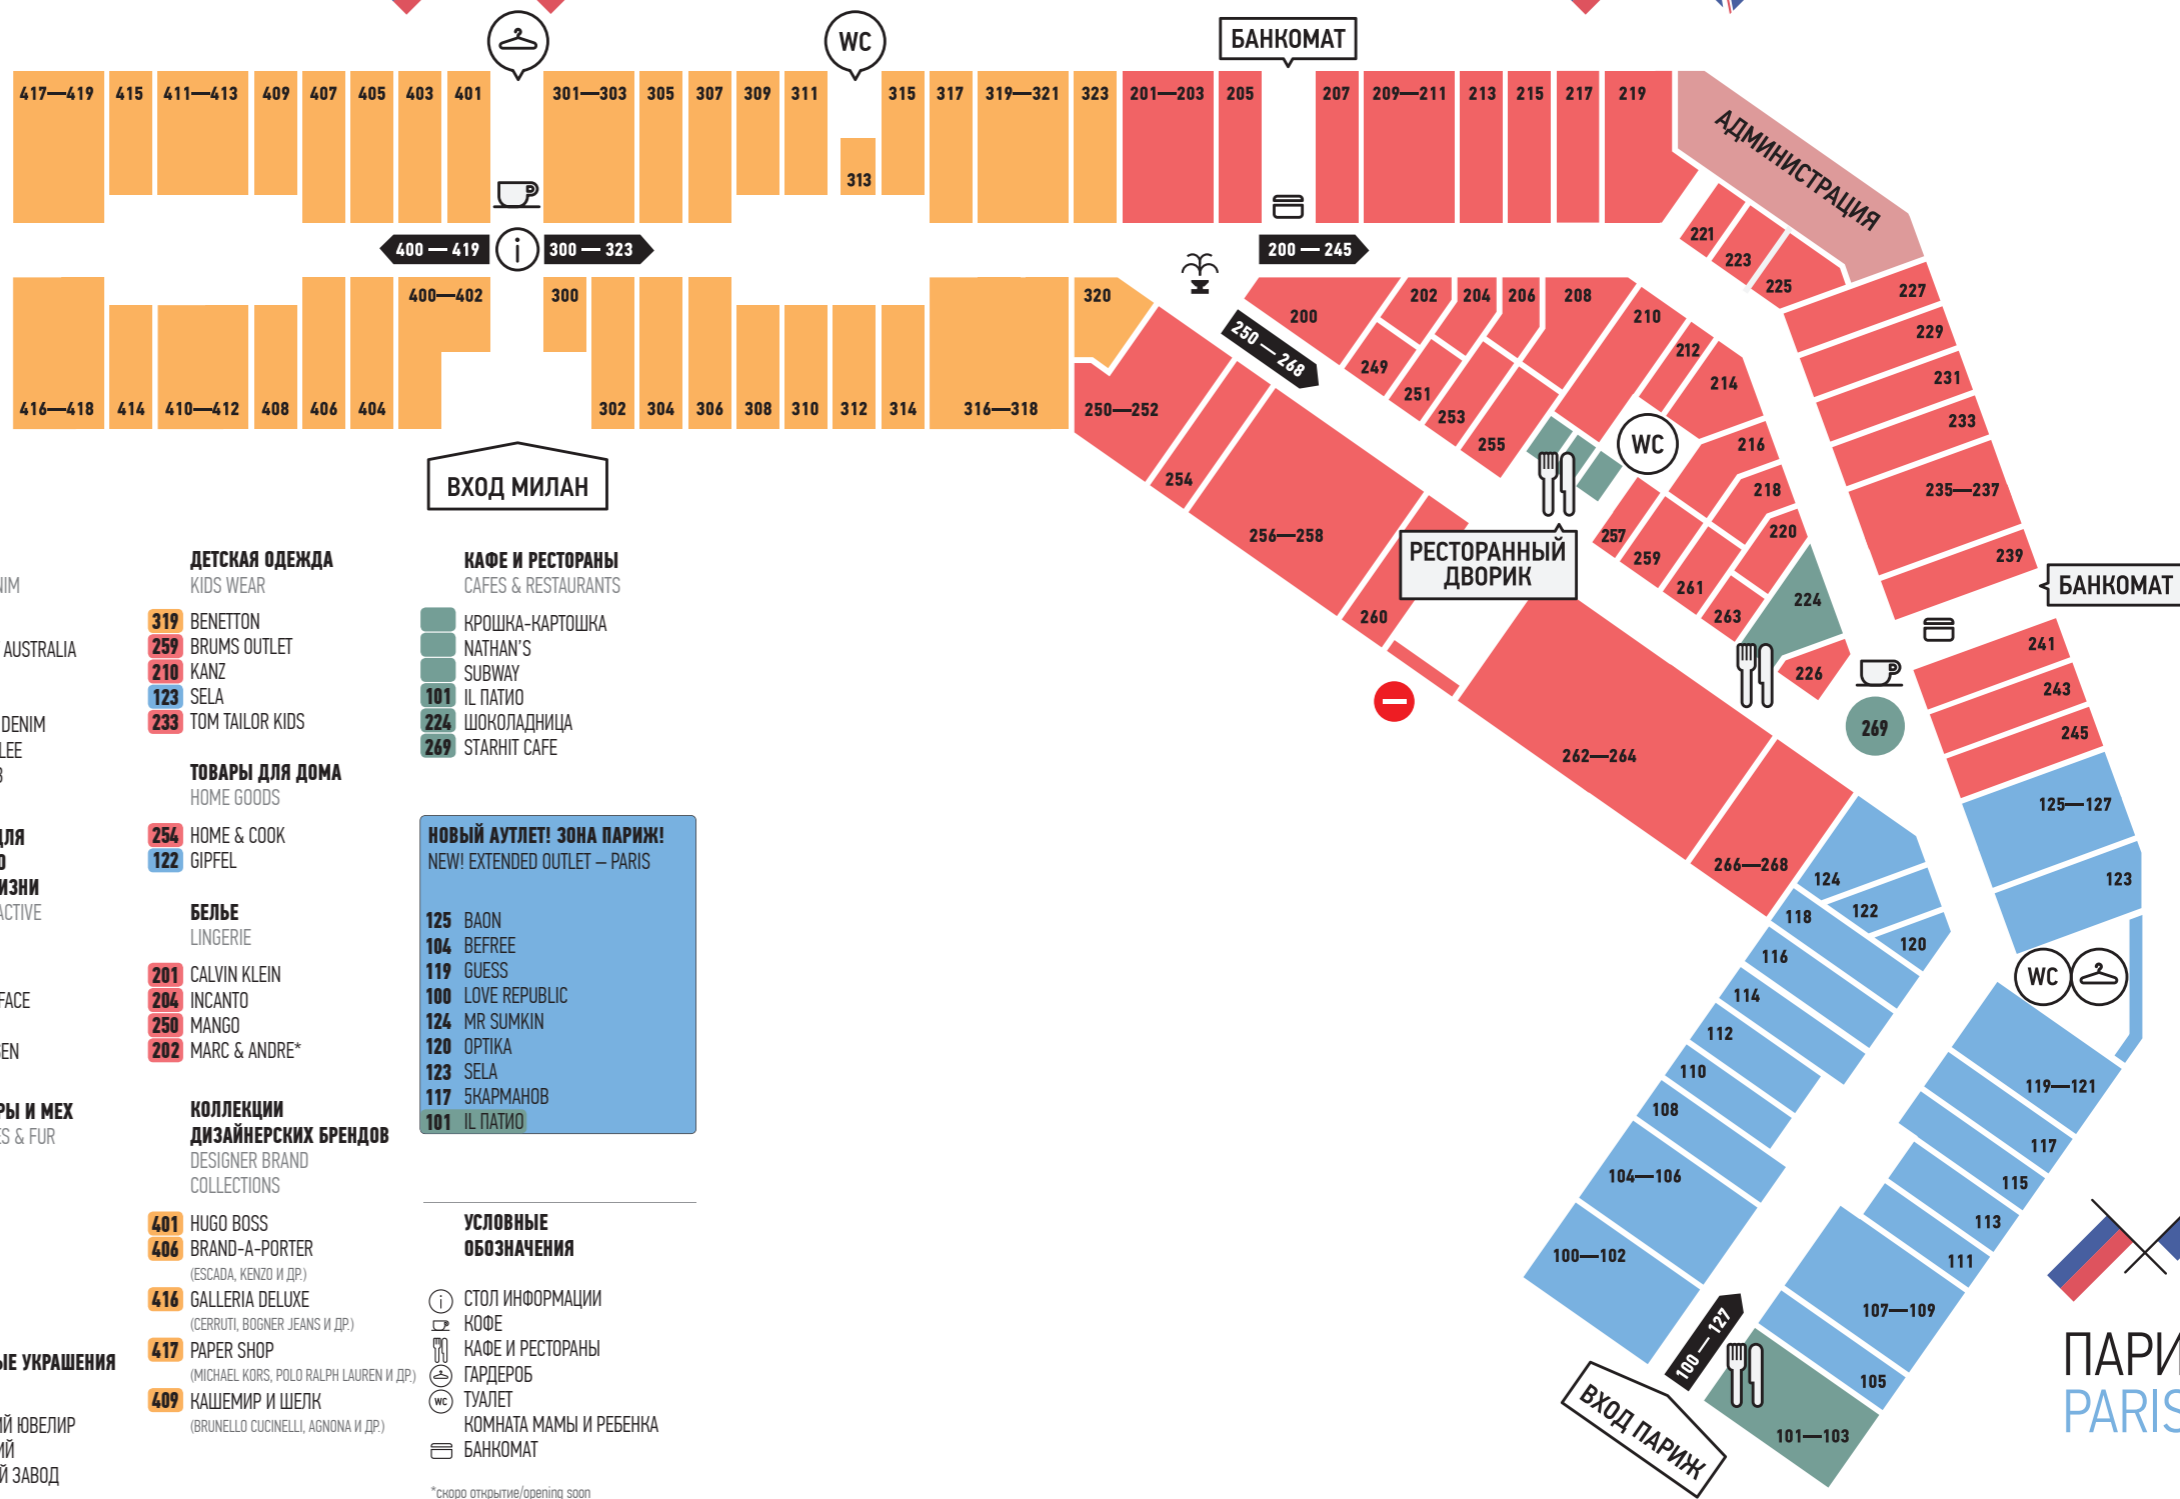 БАНКОМАТ
WC
417—419 415 411—413 409 407 405 403 401 301—303 305 307 309 311 315 317 319—321 323 201—203 205 207 209—211 213 215 217 219
313
АДМИНИСТРАЦИЯ
221
223
225
400 — 419 i 300 — 323
200 — 245
400—402 300 320
200 202 204 206 208 210 212 214 216 218 220 224 226
250 — 268
249 251 253 255 257 259 261 263
227
229
231
233
235—237
239
БАНКОМАТ
241
243
245
416—418 414 410—412 408 406 404 302 304 306 308 310 312 314 316—318 250—252
254
256—258
260
262—264
266—268
WC
РЕСТОРАННЫЙ
ДВОРИК
269
ВХОД МИЛАН
125—127
123
124
122
120
118
116
114
112
110
108
104—106
100—102
WC
119—121
117
115
113
111
107—109
105
101—103
100 — 127
ВХОД ПАРИЖ
PARIS
AUSTRALIA
DENIM
LEE
ACTIVE
Ы И МЕХ
& FUR
УКРАШЕНИЯ
ЮВЕЛИР
ЗАВОД
ДЕТСКАЯ ОДЕЖДА
KIDS WEAR
319 BENETTON
259 BRUMS OUTLET
210 KANZ
123 SELA
233 TOM TAILOR KIDS
ТОВАРЫ ДЛЯ ДОМА
HOME GOODS
254 HOME & COOK
122 GIPFEL
БЕЛЬЕ
LINGERIE
201 CALVIN KLEIN
204 INCANTO
250 MANGO
202 MARC & ANDRE*
КОЛЛЕКЦИИ
ДИЗАЙНЕРСКИХ БРЕНДОВ
DESIGNER BRAND
COLLECTIONS
401 HUGO BOSS
406 BRAND-A-PORTER
(ESCADA, KENZO И ДР.)
416 GALLERIA DELUXE
(CERRUTI, BOGNER JEANS И ДР.)
417 PAPER SHOP
(MICHAEL KORS, POLO RALPH LAUREN И ДР.)
409 КАШЕМИР И ШЕЛК
(BRUNELLO CUCINELLI, AGNONA И ДР.)
КАФЕ И РЕСТОРАНЫ
CAFES & RESTAURANTS
КРОШКА-КАРТОШКА
NATHAN'S
SUBWAY
101 IL ПАТИО
224 ШОКОЛАДНИЦА
269 STARHIT CAFE
НОВЫЙ АУТЛЕТ! ЗОНА ПАРИЖ!
NEW! EXTENDED OUTLET – PARIS
125 BAON
104 BEFREE
119 GUESS
100 LOVE REPUBLIC
124 MR SUMKIN
120 OPTIKA
123 SELA
117 5КАРМАНОВ
101 IL ПАТИО
УСЛОВНЫЕ
ОБОЗНАЧЕНИЯ
i СТОЛ ИНФОРМАЦИИ
КОФЕ
КАФЕ И РЕСТОРАНЫ
ГАРДЕРОБ
WC ТУАЛЕТ
КОМНАТА МАМЫ И РЕБЕНКА
БАНКОМАТ
*скоро открытие/opening soon